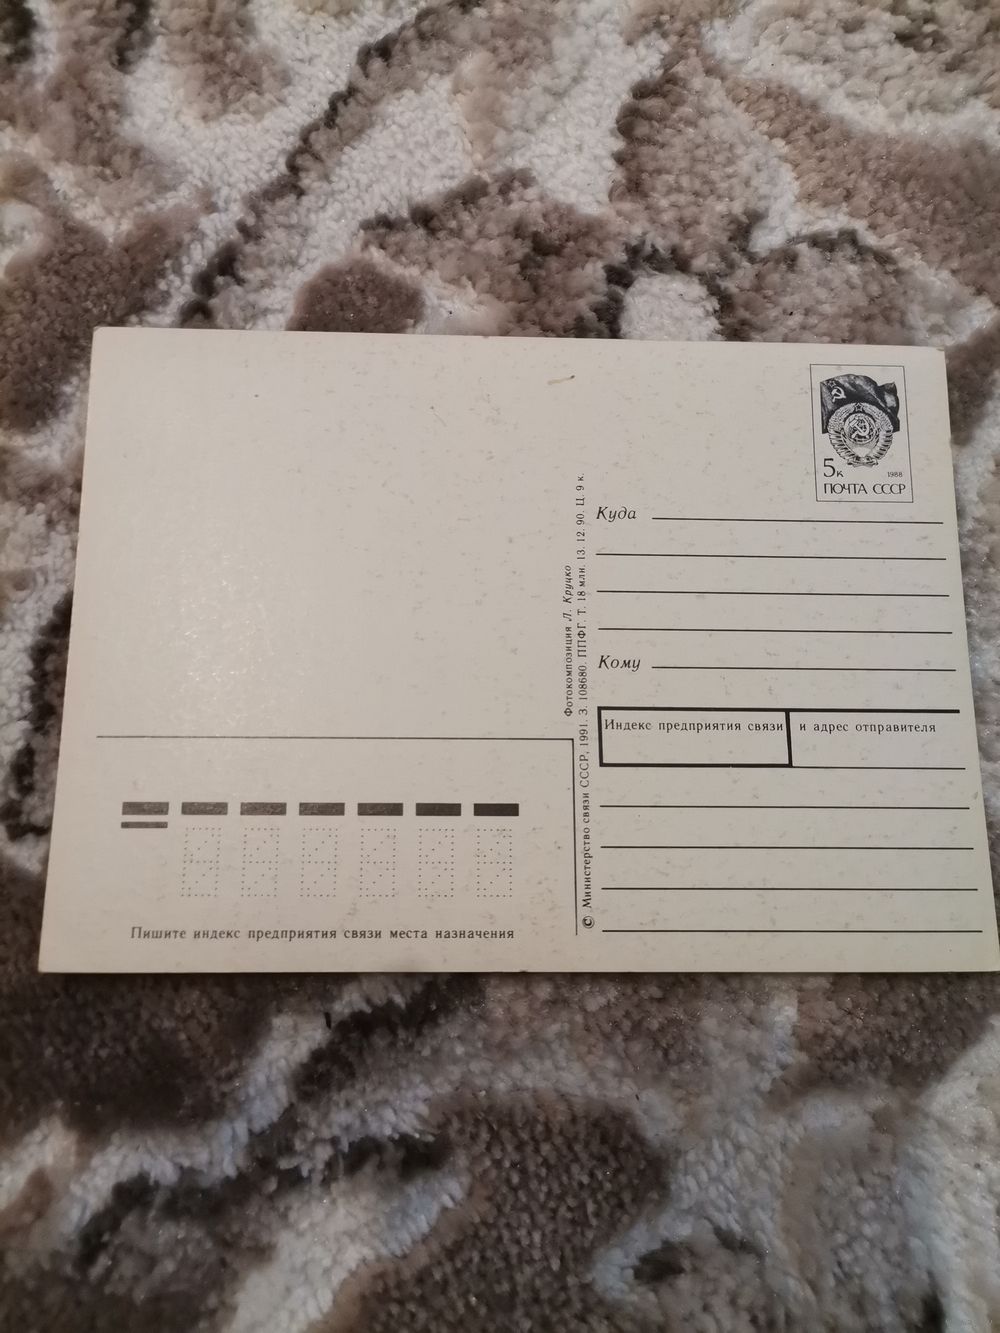 5к
1988
ПОЧТА СССР
Куда
Кому
Индекс предприятия связи и адрес отправителя
Фотокомпозиция Л. Круцко
© Министерство связи СССР, 1991. З. 108680. ППФГ. Т. 18 млн. 13. 12. 90. Ц. 9 к.
Пишите индекс предприятия связи места назначения